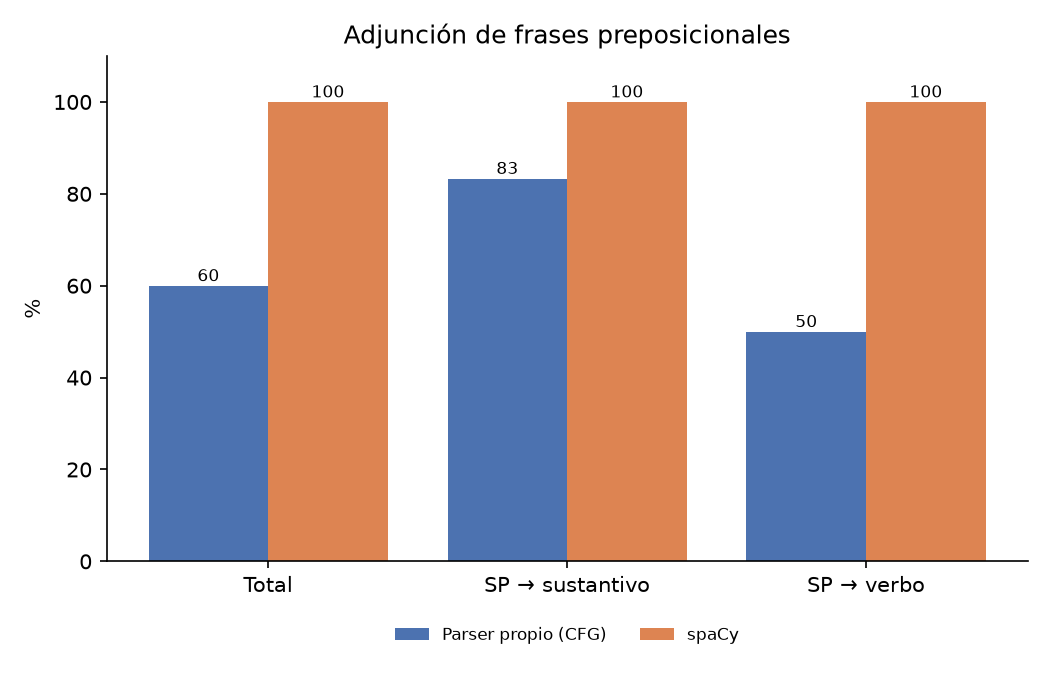 Adjunción de frases preposicionales
%
100
80
60
40
20
0
60
100
83
100
50
100
Total
SP → sustantivo
SP → verbo
Parser propio (CFG)
spaCy